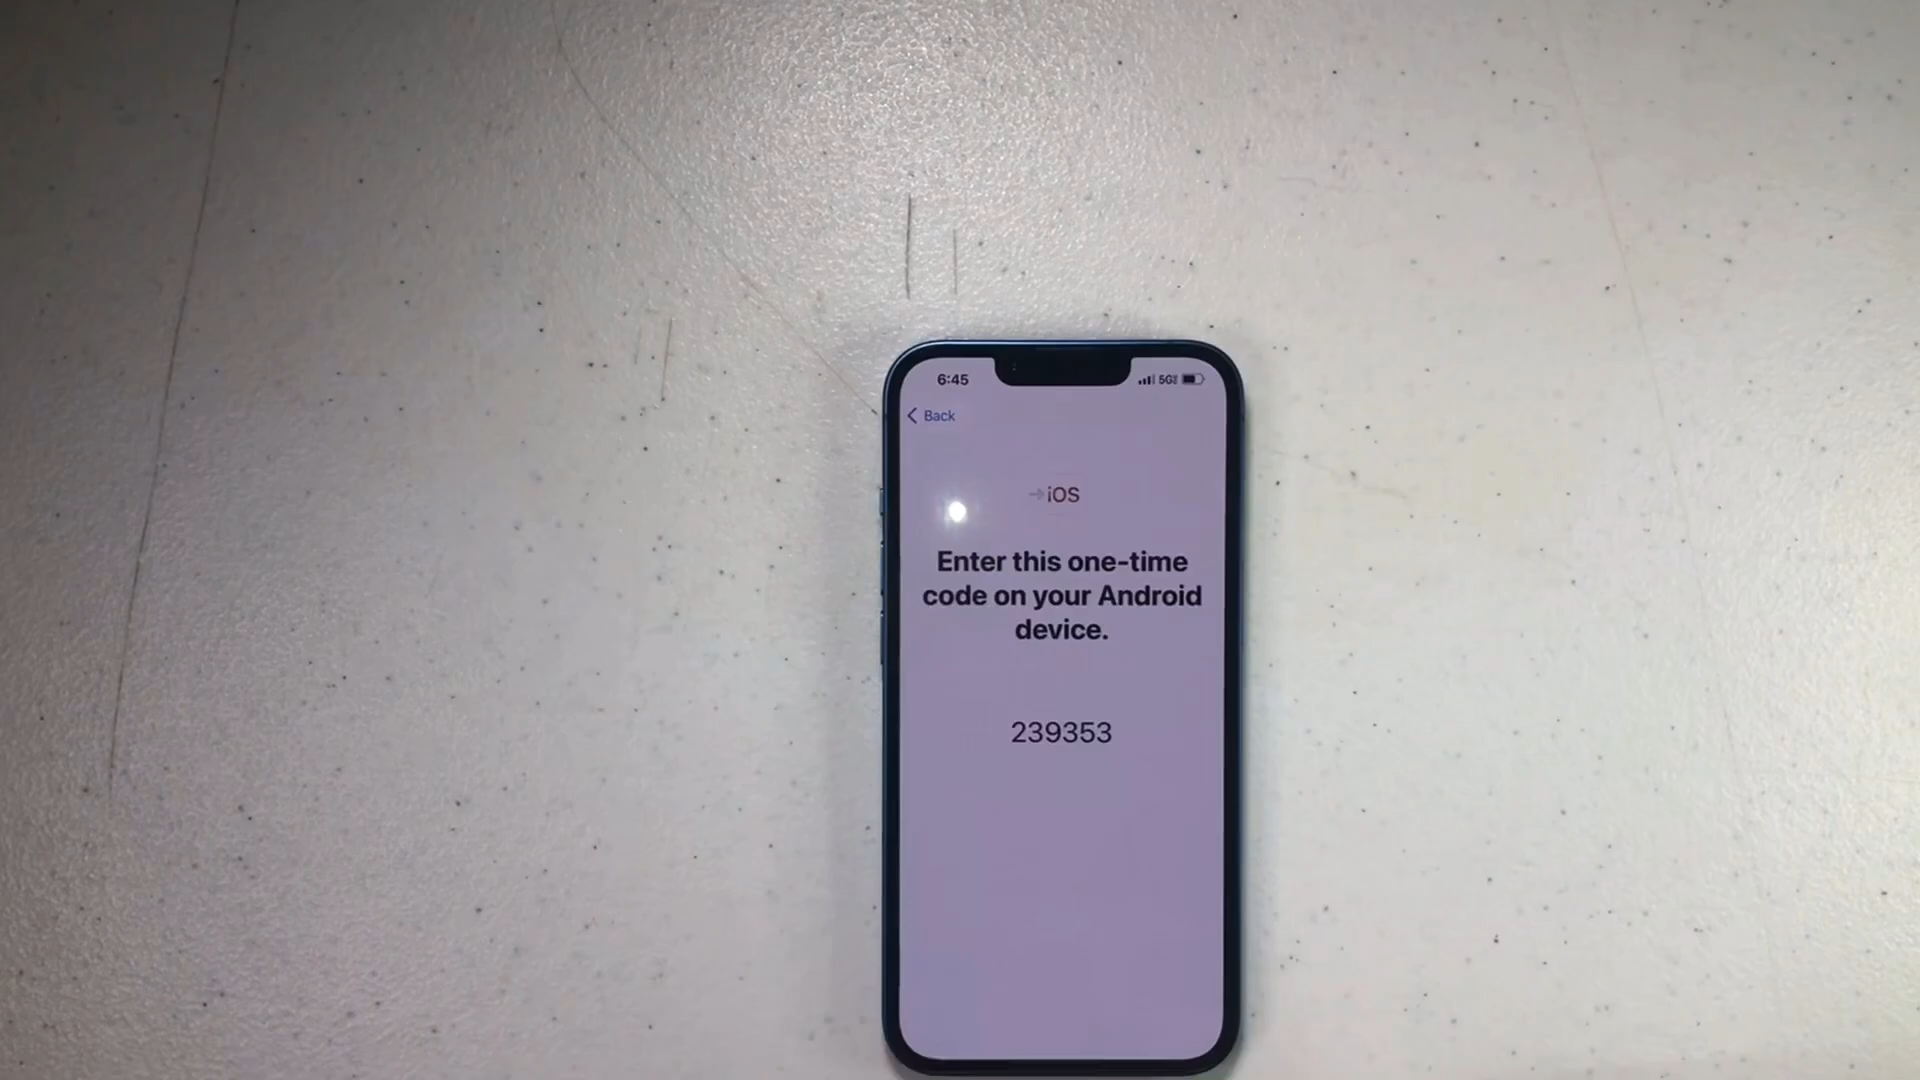 6:45
5G
Back
iOS
Enter this one-time
code on your Android
device.
239353